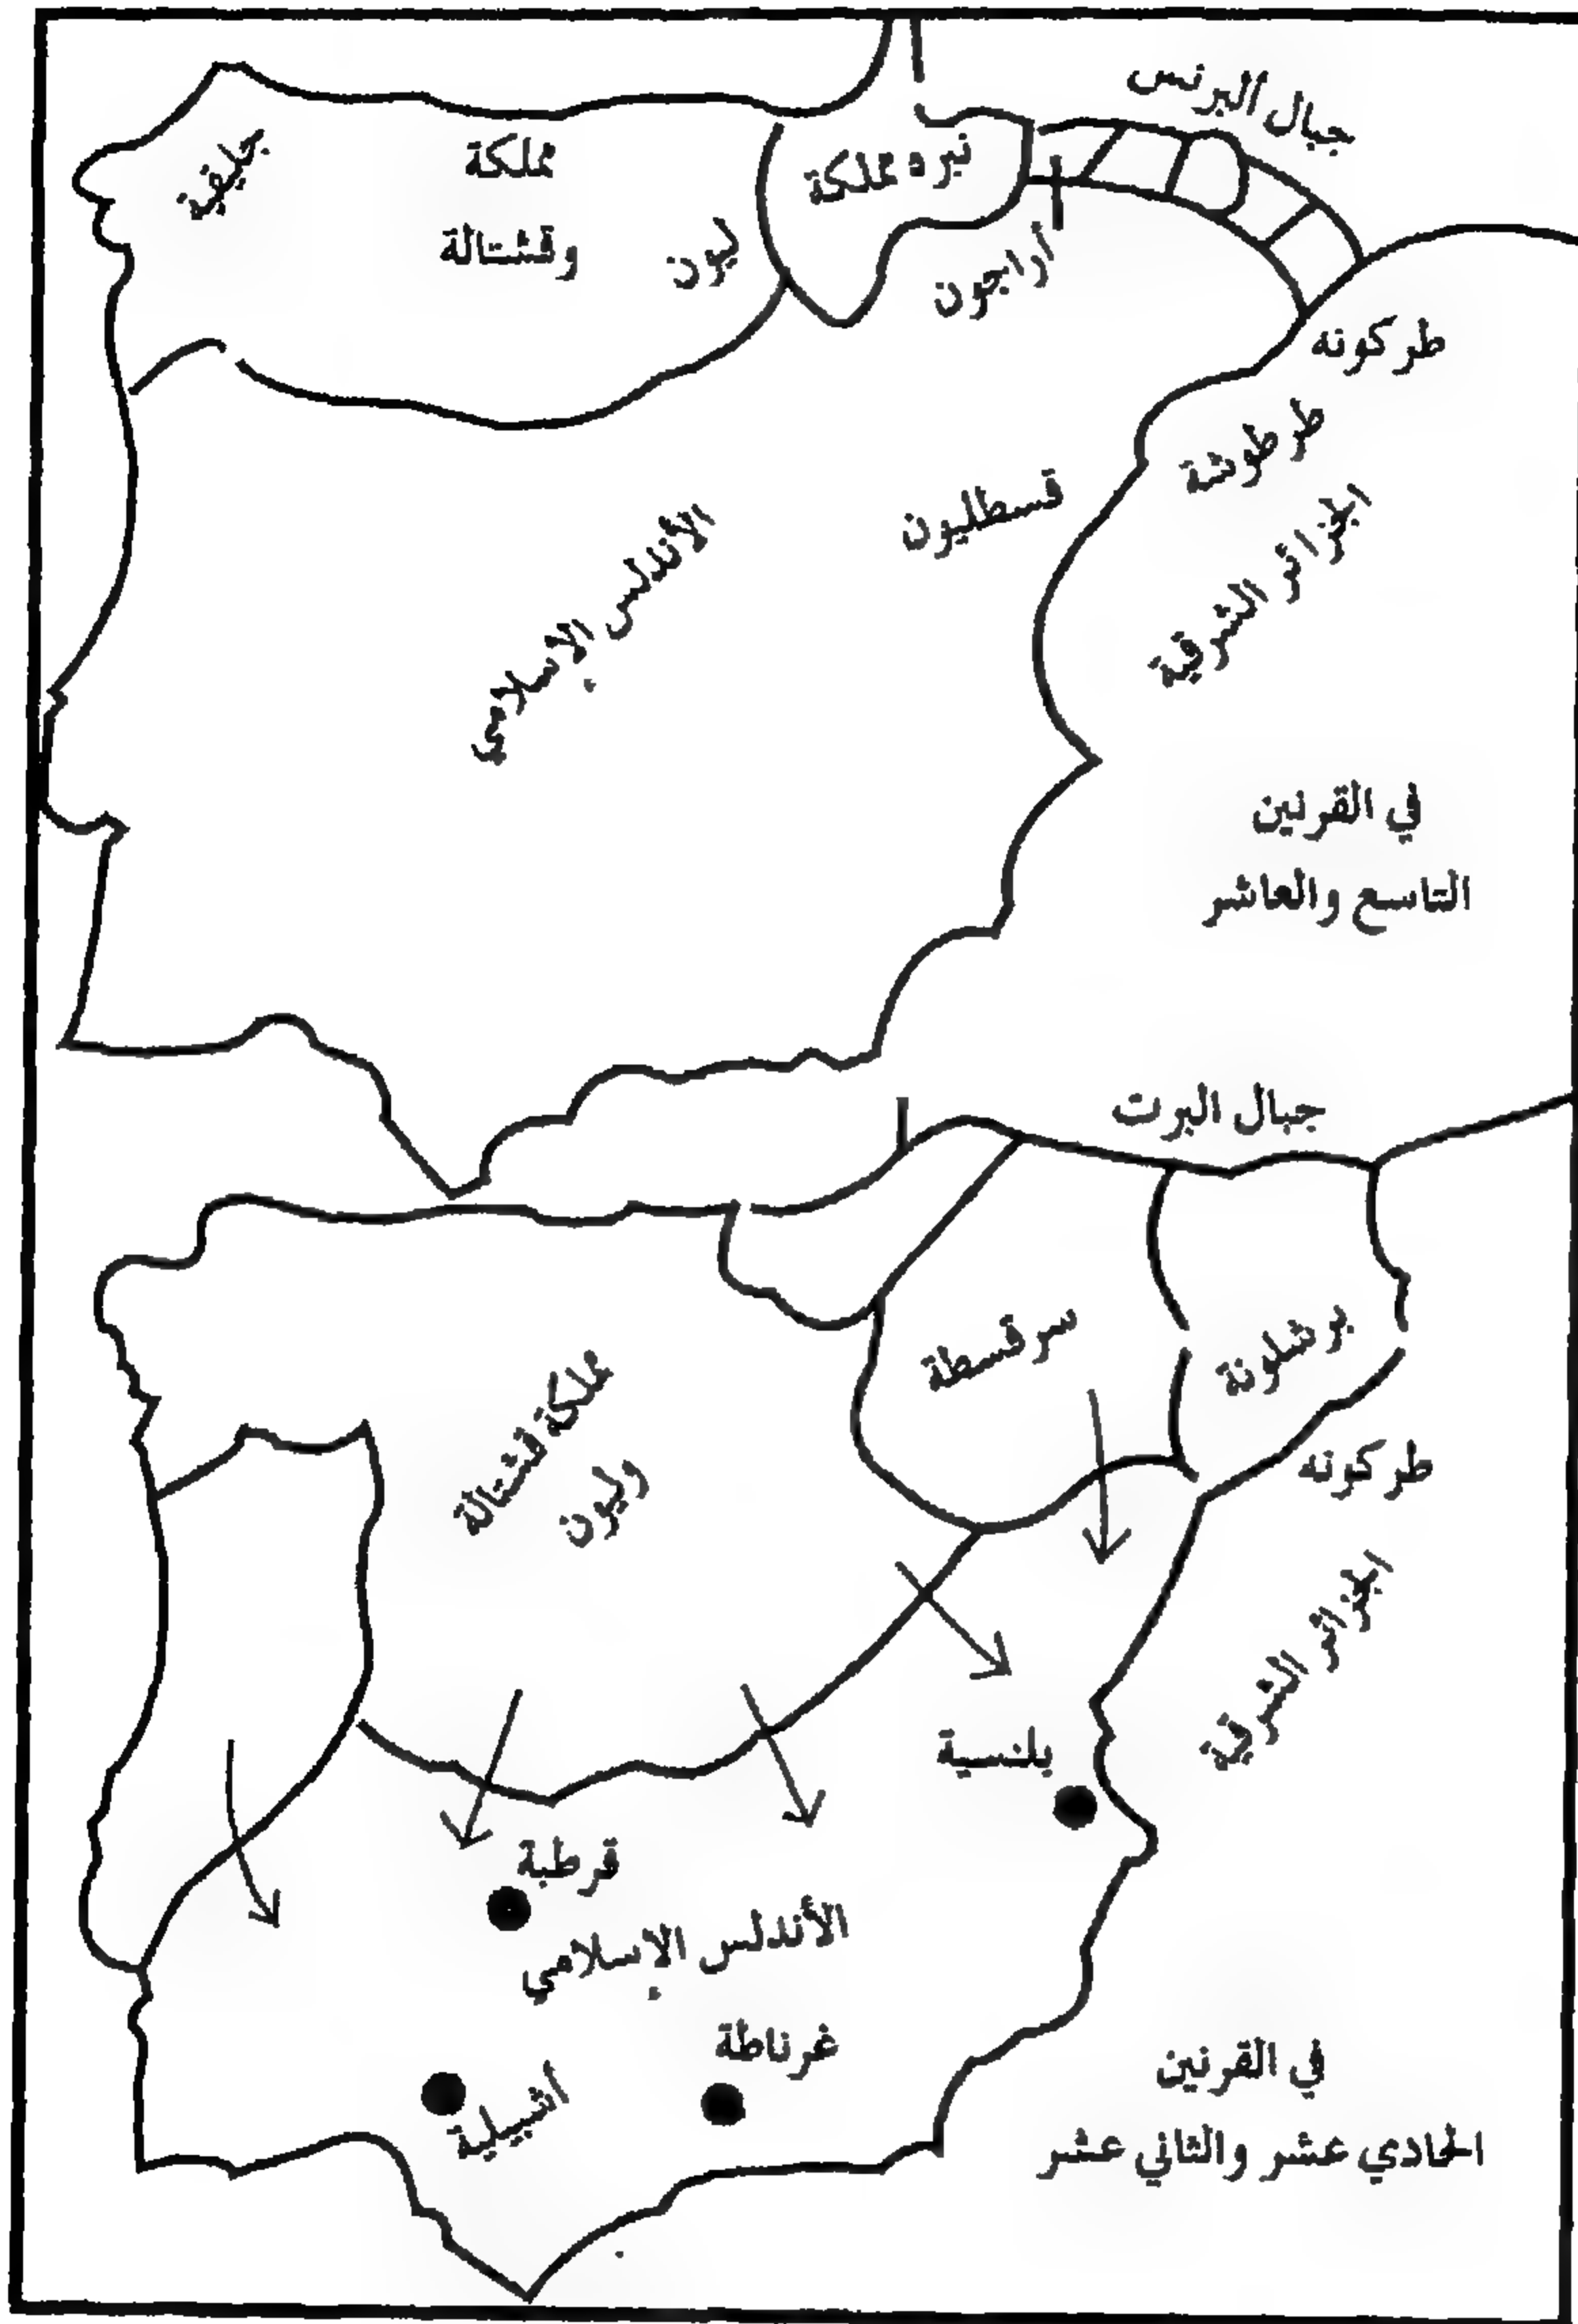 جبال البرنس
نبره مملكة
مملكة
وقشتالة
ليون
جليقية
أراجون
طركونه
طرطوشة
قسطليون
الجزائر الشرقية
الأندلس الإسلامي
في القرنين
التاسع والعاشر
جبال البرت
برشلونة
سرقسطة
مملكة قشتالة
وليون
طركونه
الجزائر الشرقية
بلنسية
قرطبة
الأندلس الإسلامي
غرناطة
أشبيلية
في القرنين
الحادي عشر والثاني عشر